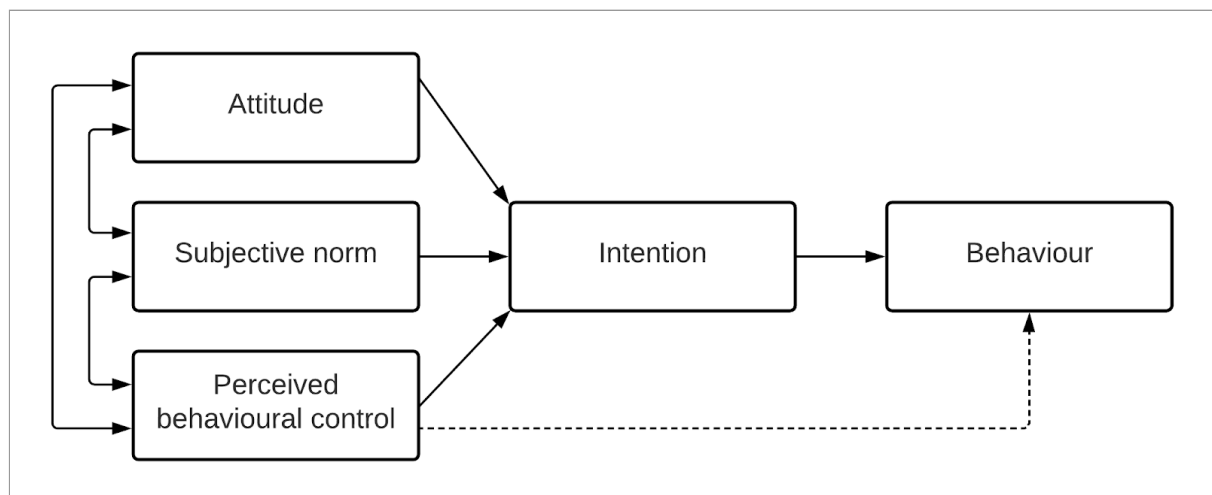 Attitude
Subjective norm
Intention
Behaviour
Perceived
behavioural control